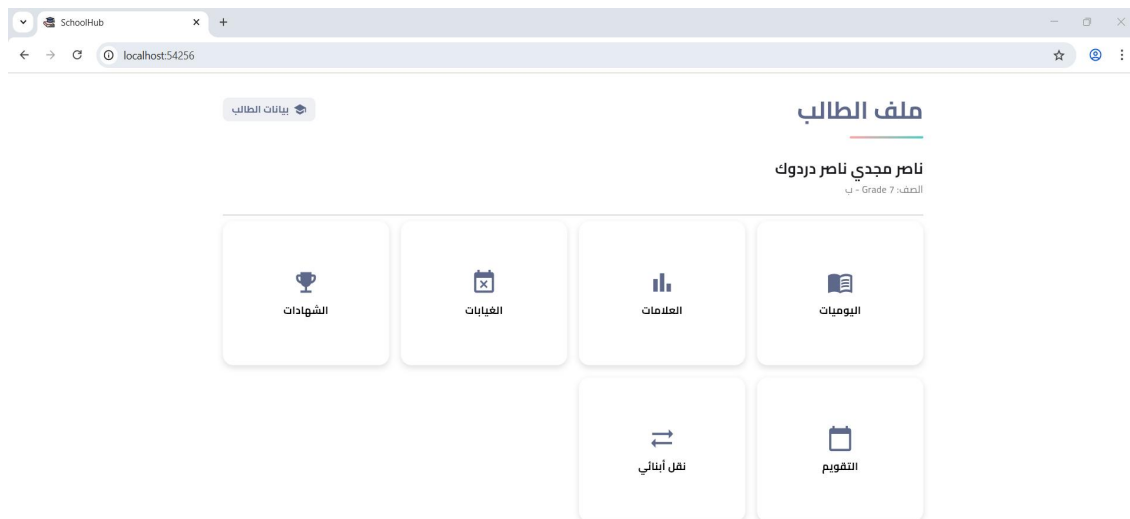 SchoolHub
localhost:54256
ملف الطالب
بيانات الطالب
ناصر مجدي ناصر دردوك
الصف: Grade 7 - ب
اليوميات
العلامات
الغيابات
الشهادات
التقويم
نقل أبنائي